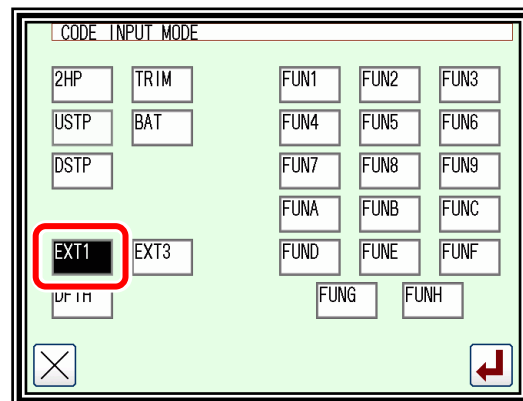 CODE INPUT MODE
2HP TRIM FUN1 FUN2 FUN3
USTP BAT FUN4 FUN5 FUN6
DSTP FUN7 FUN8 FUN9
FUNA FUNB FUNC
EXT1 EXT3 FUND FUNE FUNF
DPTH FUNG FUNH